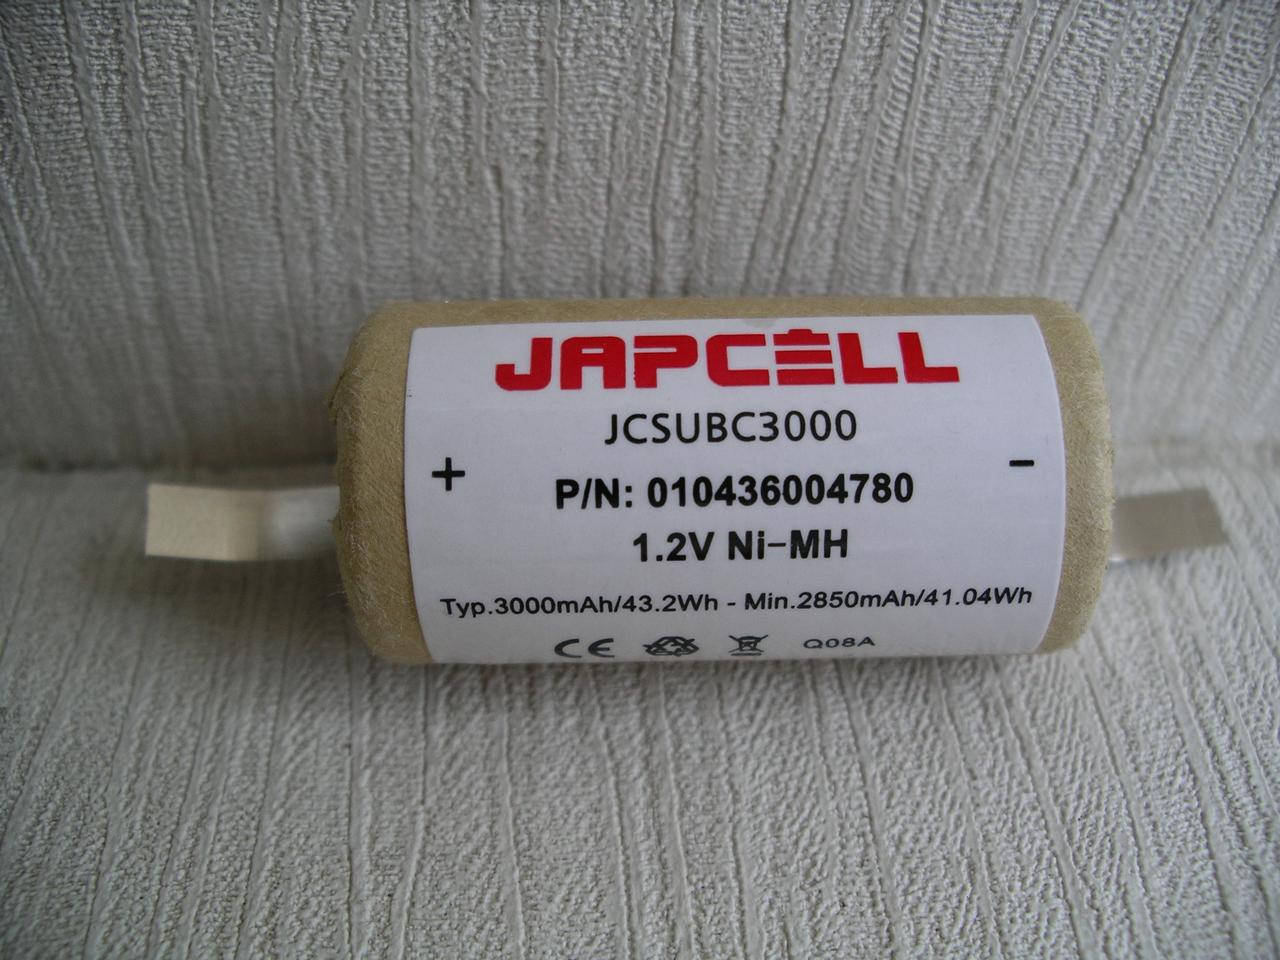 JAPCELL
JCSUBC3000
+ -
P/N: 010436004780
1.2V Ni-MH
Typ.3000mAh/43.2Wh - Min.2850mAh/41.04Wh
CE Q08A